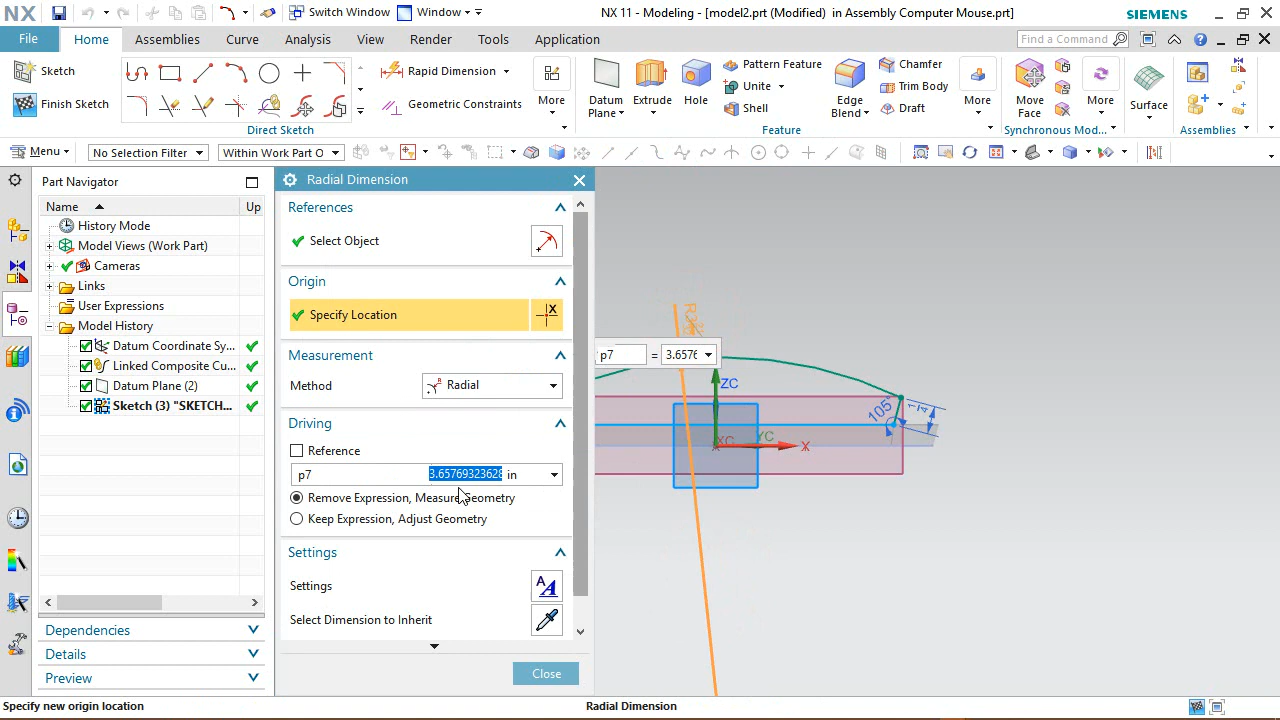 NX
Switch Window
Window
NX 11 - Modeling - [model2.prt (Modified) in Assembly Computer Mouse.prt]
SIEMENS
File
Home
Assemblies
Curve
Analysis
View
Render
Tools
Application
Find a Command
Sketch
Finish Sketch
Direct Sketch
Rapid Dimension
Geometric Constraints
More
Datum Plane
Extrude
Hole
Pattern Feature
Unite
Shell
Edge Blend
Chamfer
Trim Body
Draft
More
Feature
Move Face
More
Synchronous Mod...
Surface
Assemblies
Menu
No Selection Filter
Within Work Part O
Part Navigator
Name
Up
History Mode
Model Views (Work Part)
Cameras
Links
User Expressions
Model History
Datum Coordinate Sy...
Linked Composite Cu...
Datum Plane (2)
Sketch (3) "SKETCH...
Dependencies
Details
Preview
Radial Dimension
References
Select Object
Origin
Specify Location
Measurement
Method
Radial
Driving
Reference
p7 3.65769323628 in
Remove Expression, Measure Geometry
Keep Expression, Adjust Geometry
Settings
Settings
Select Dimension to Inherit
Close
p7 = 3.6576
ZC
XC
YC
X
105°
Specify new origin location
Radial Dimension